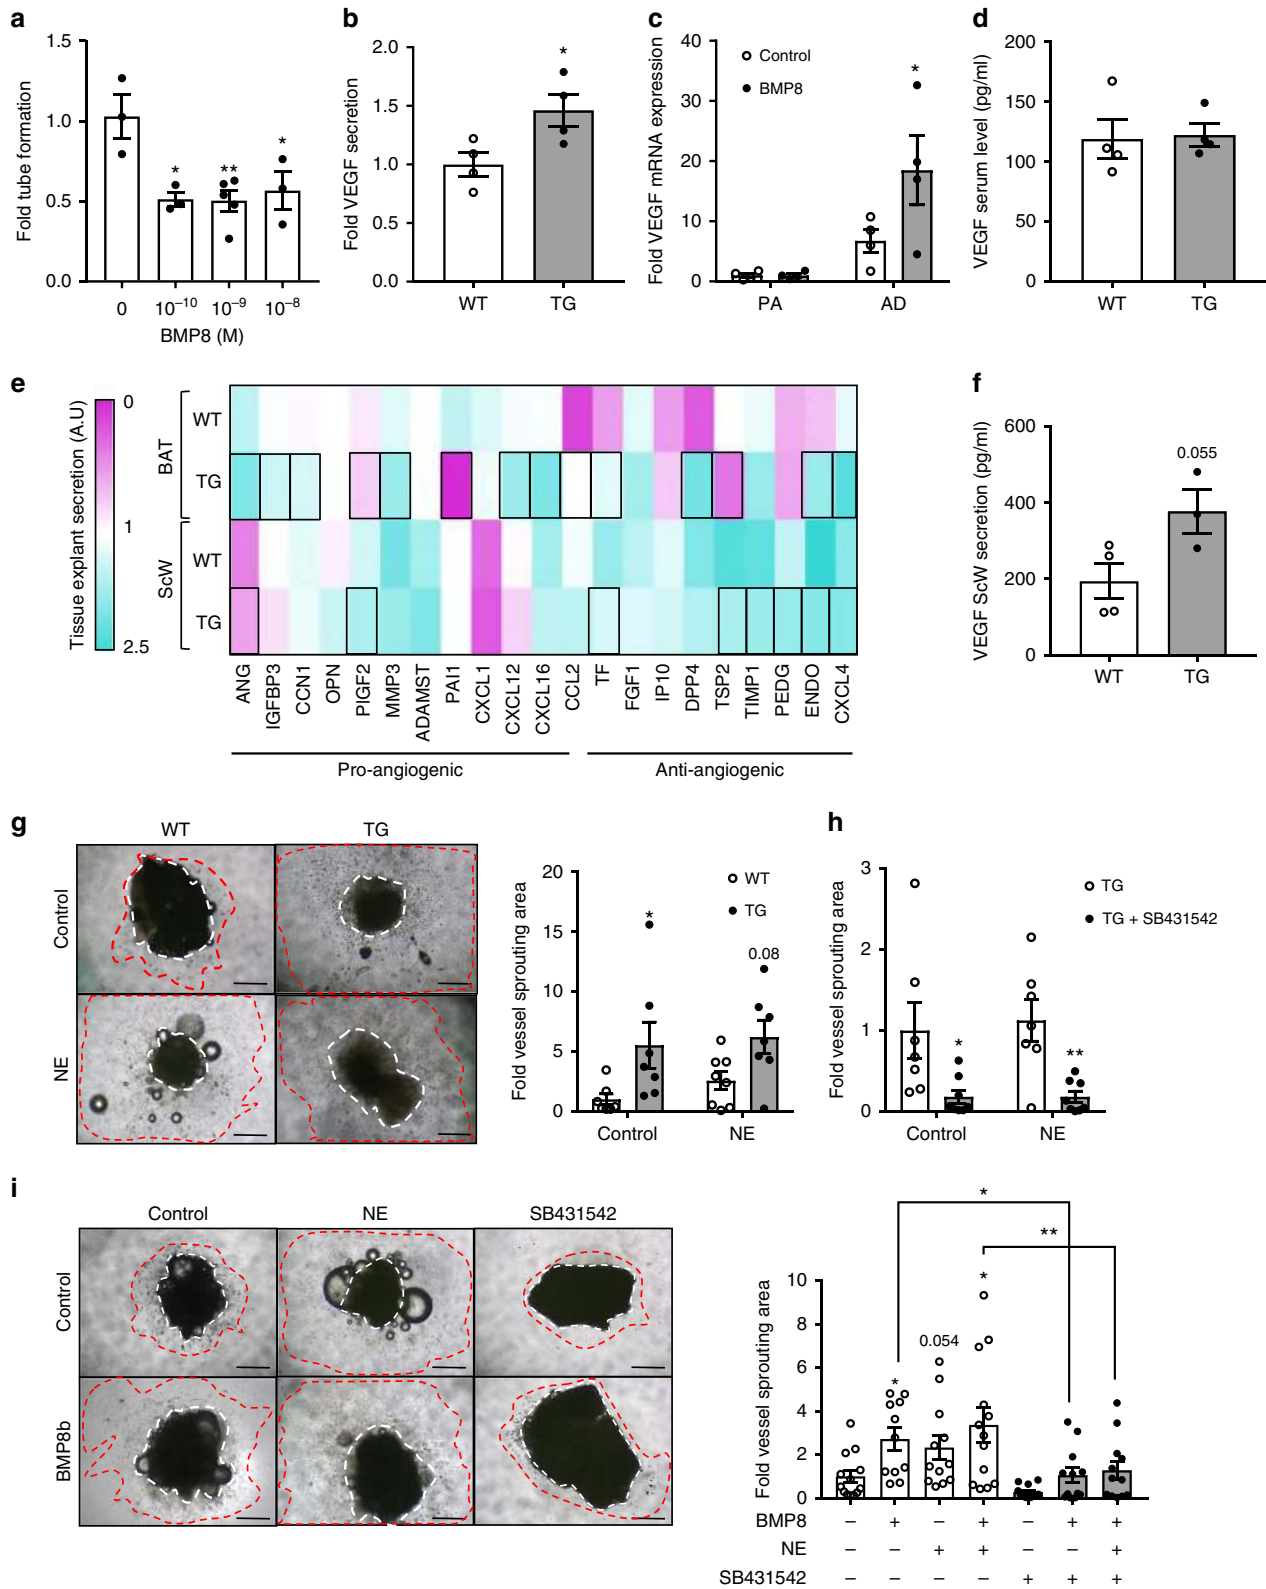 a
Fold tube formation
1.5
1.0
0.5
0.0
*
**
*
0
10⁻¹⁰
10⁻⁹
10⁻⁸
BMP8 (M)
b
Fold VEGF secretion
2.0
1.5
1.0
0.5
0.0
*
WT
TG
c
Fold VEGF mRNA expression
40
30
20
10
0
Control
BMP8
*
PA
AD
d
VEGF serum level (pg/ml)
200
150
100
50
0
WT
TG
e
Tissue explant secretion (A.U)
0
1
2.5
BAT
WT
TG
ScW
WT
TG
ANG
IGFBP3
CCN1
OPN
PIGF2
MMP3
ADAMST
PAI1
CXCL1
CXCL12
CXCL16
CCL2
TF
FGF1
IP10
DPP4
TSP2
TIMP1
PEDG
ENDO
CXCL4
Pro-angiogenic
Anti-angiogenic
f
VEGF ScW secretion (pg/ml)
600
400
200
0
0.055
WT
TG
g
WT
TG
Control
NE
Fold vessel sprouting area
20
15
10
5
0
WT
TG
*
0.08
Control
NE
h
Fold vessel sprouting area
3
2
1
0
TG
TG + SB431542
*
**
Control
NE
i
Control
NE
SB431542
Control
BMP8b
Fold vessel sprouting area
10
8
6
4
2
0
*
**
*
0.054
*
BMP8 – + – + – + +
NE – – + + – – +
SB431542 – – – – + + +